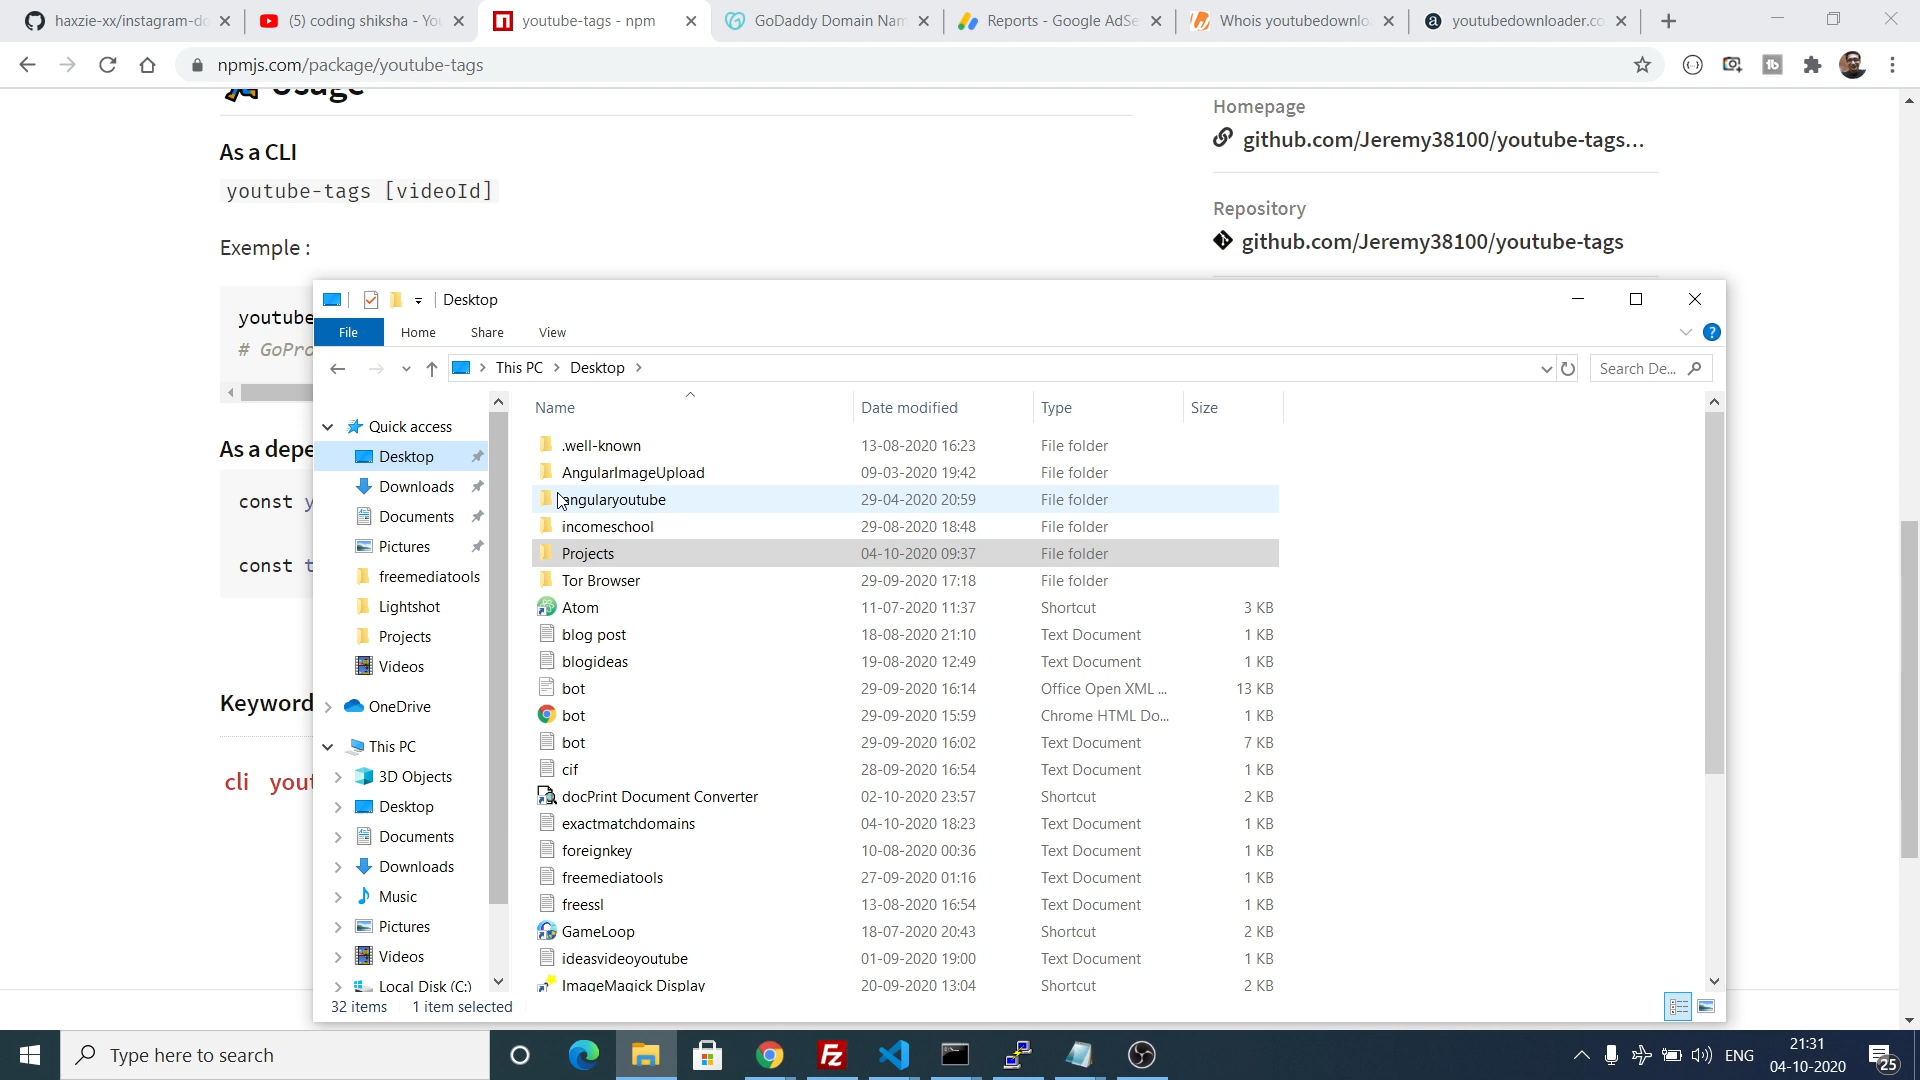 haxzie-xx/instagram-do
(5) coding shiksha - You
youtube-tags - npm
GoDaddy Domain Nam
Reports - Google AdSe
Whois youtubedownlo
youtubedownloader.co
npmjs.com/package/youtube-tags
Usage
As a CLI
youtube-tags [videoId]
Exemple :
youtube
# GoPro
As a depe
const y
const t
Keyword
cli yout
Homepage
github.com/Jeremy38100/youtube-tags...
Repository
github.com/Jeremy38100/youtube-tags
Desktop
File Home Share View
This PC > Desktop >
Search De...
Quick access
Desktop
Downloads
Documents
Pictures
freemediatools
Lightshot
Projects
Videos
OneDrive
This PC
3D Objects
Desktop
Documents
Downloads
Music
Pictures
Videos
Local Disk (C:)
Name Date modified Type Size
.well-known 13-08-2020 16:23 File folder
AngularImageUpload 09-03-2020 19:42 File folder
angularyoutube 29-04-2020 20:59 File folder
incomeschool 29-08-2020 18:48 File folder
Projects 04-10-2020 09:37 File folder
Tor Browser 29-09-2020 17:18 File folder
Atom 11-07-2020 11:37 Shortcut 3 KB
blog post 18-08-2020 21:10 Text Document 1 KB
blogideas 19-08-2020 12:49 Text Document 1 KB
bot 29-09-2020 16:14 Office Open XML ... 13 KB
bot 29-09-2020 15:59 Chrome HTML Do... 1 KB
bot 29-09-2020 16:02 Text Document 7 KB
cif 28-09-2020 16:54 Text Document 1 KB
docPrint Document Converter 02-10-2020 23:57 Shortcut 2 KB
exactmatchdomains 04-10-2020 18:23 Text Document 1 KB
foreignkey 10-08-2020 00:36 Text Document 1 KB
freemediatools 27-09-2020 01:16 Text Document 1 KB
freessl 13-08-2020 16:54 Text Document 1 KB
GameLoop 18-07-2020 20:43 Shortcut 2 KB
ideasvideoyoutube 01-09-2020 19:00 Text Document 1 KB
ImageMagick Display 20-09-2020 13:04 Shortcut 2 KB
32 items 1 item selected
Type here to search
ENG
21:31
04-10-2020
25